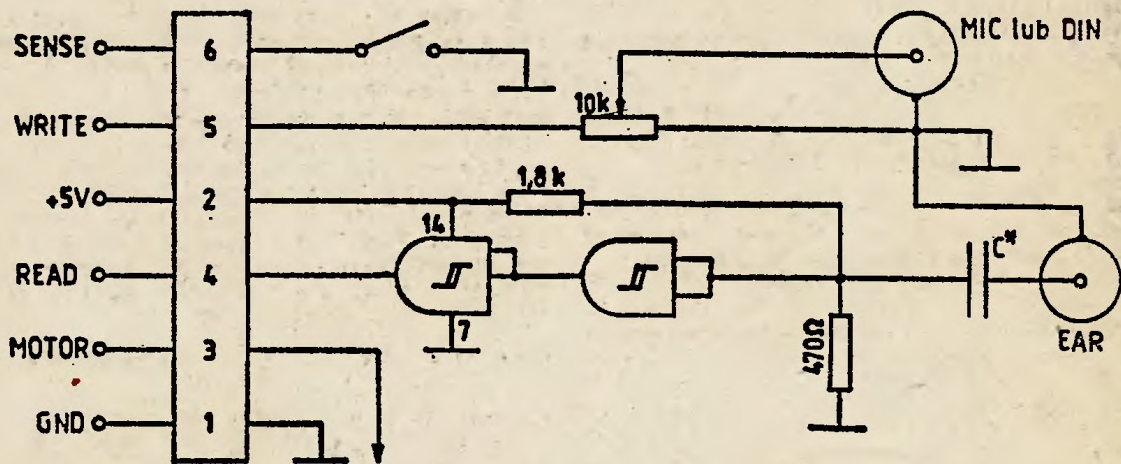 SENSE 6 MIC lub DIN
WRITE 5 10k
+5V 2 1,8k
14
READ 4 C*
7
MOTOR 3 470Ω EAR
GND 1